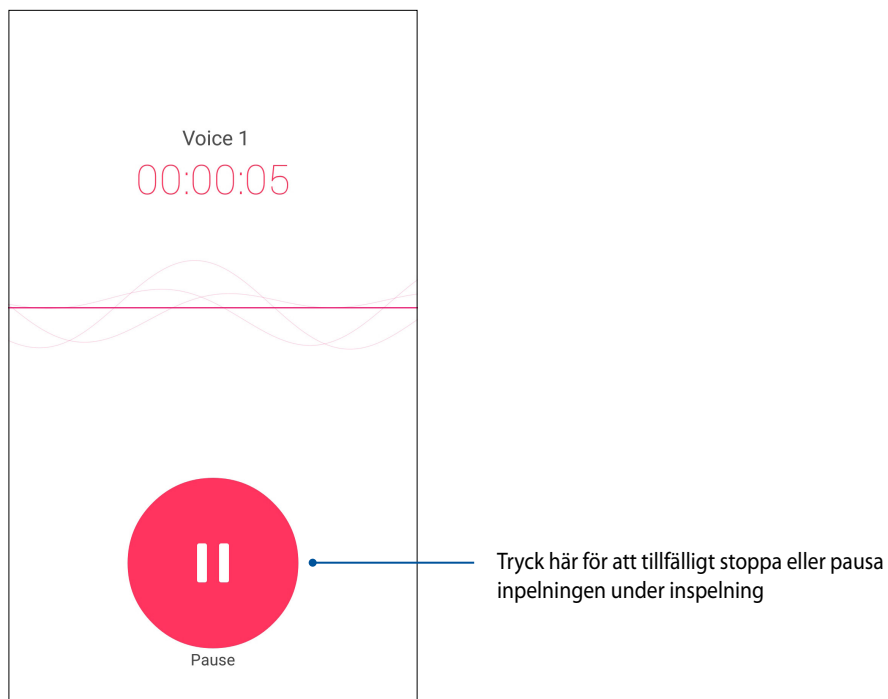 Voice 1
00:00:05
Pause
Tryck här för att tillfälligt stoppa eller pausa
inpelningen under inspelning